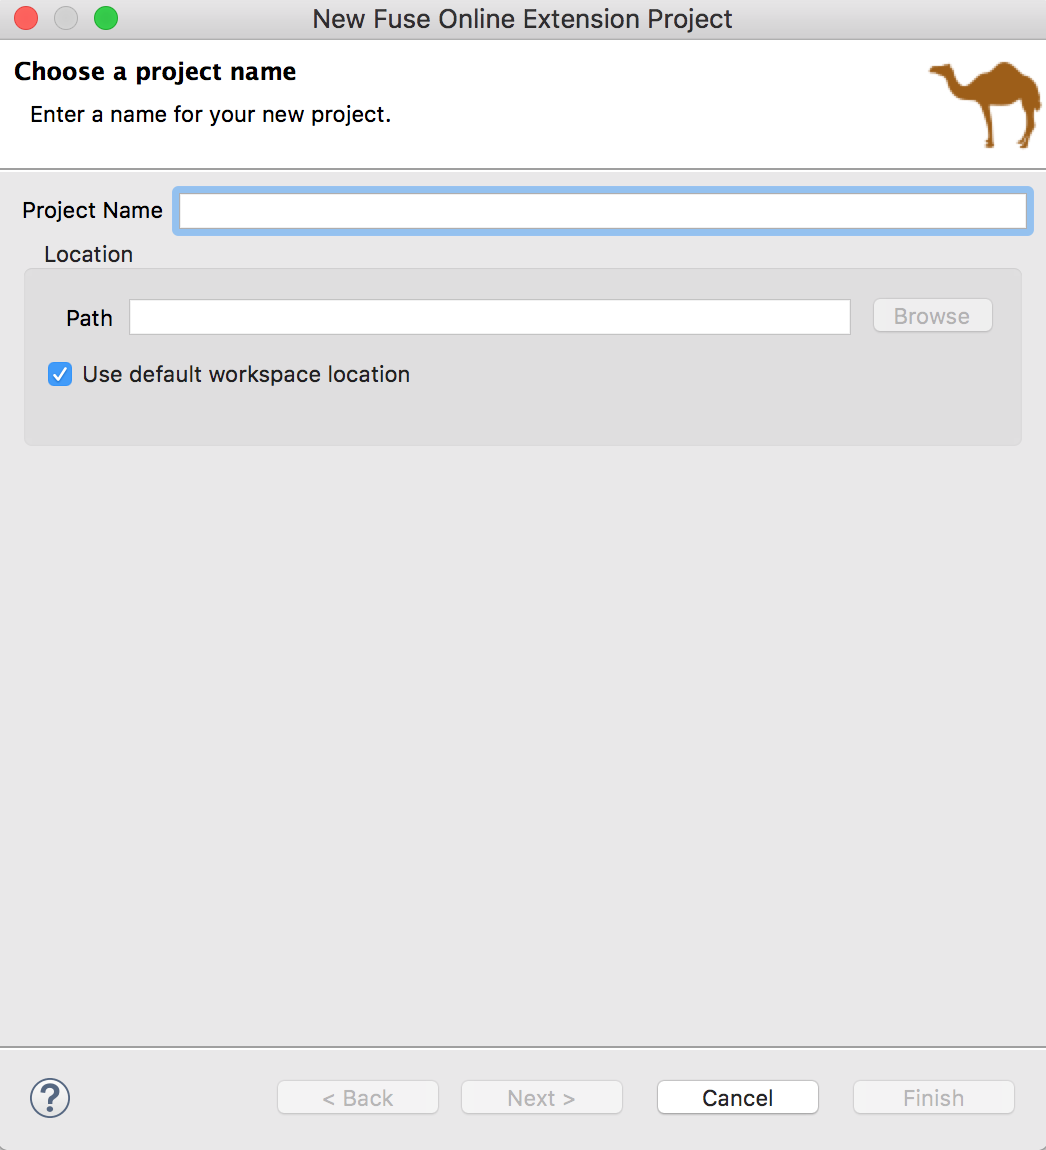 New Fuse Online Extension Project
Choose a project name
Enter a name for your new project.
Project Name
Location
Path
Browse
Use default workspace location
?
< Back
Next >
Cancel
Finish